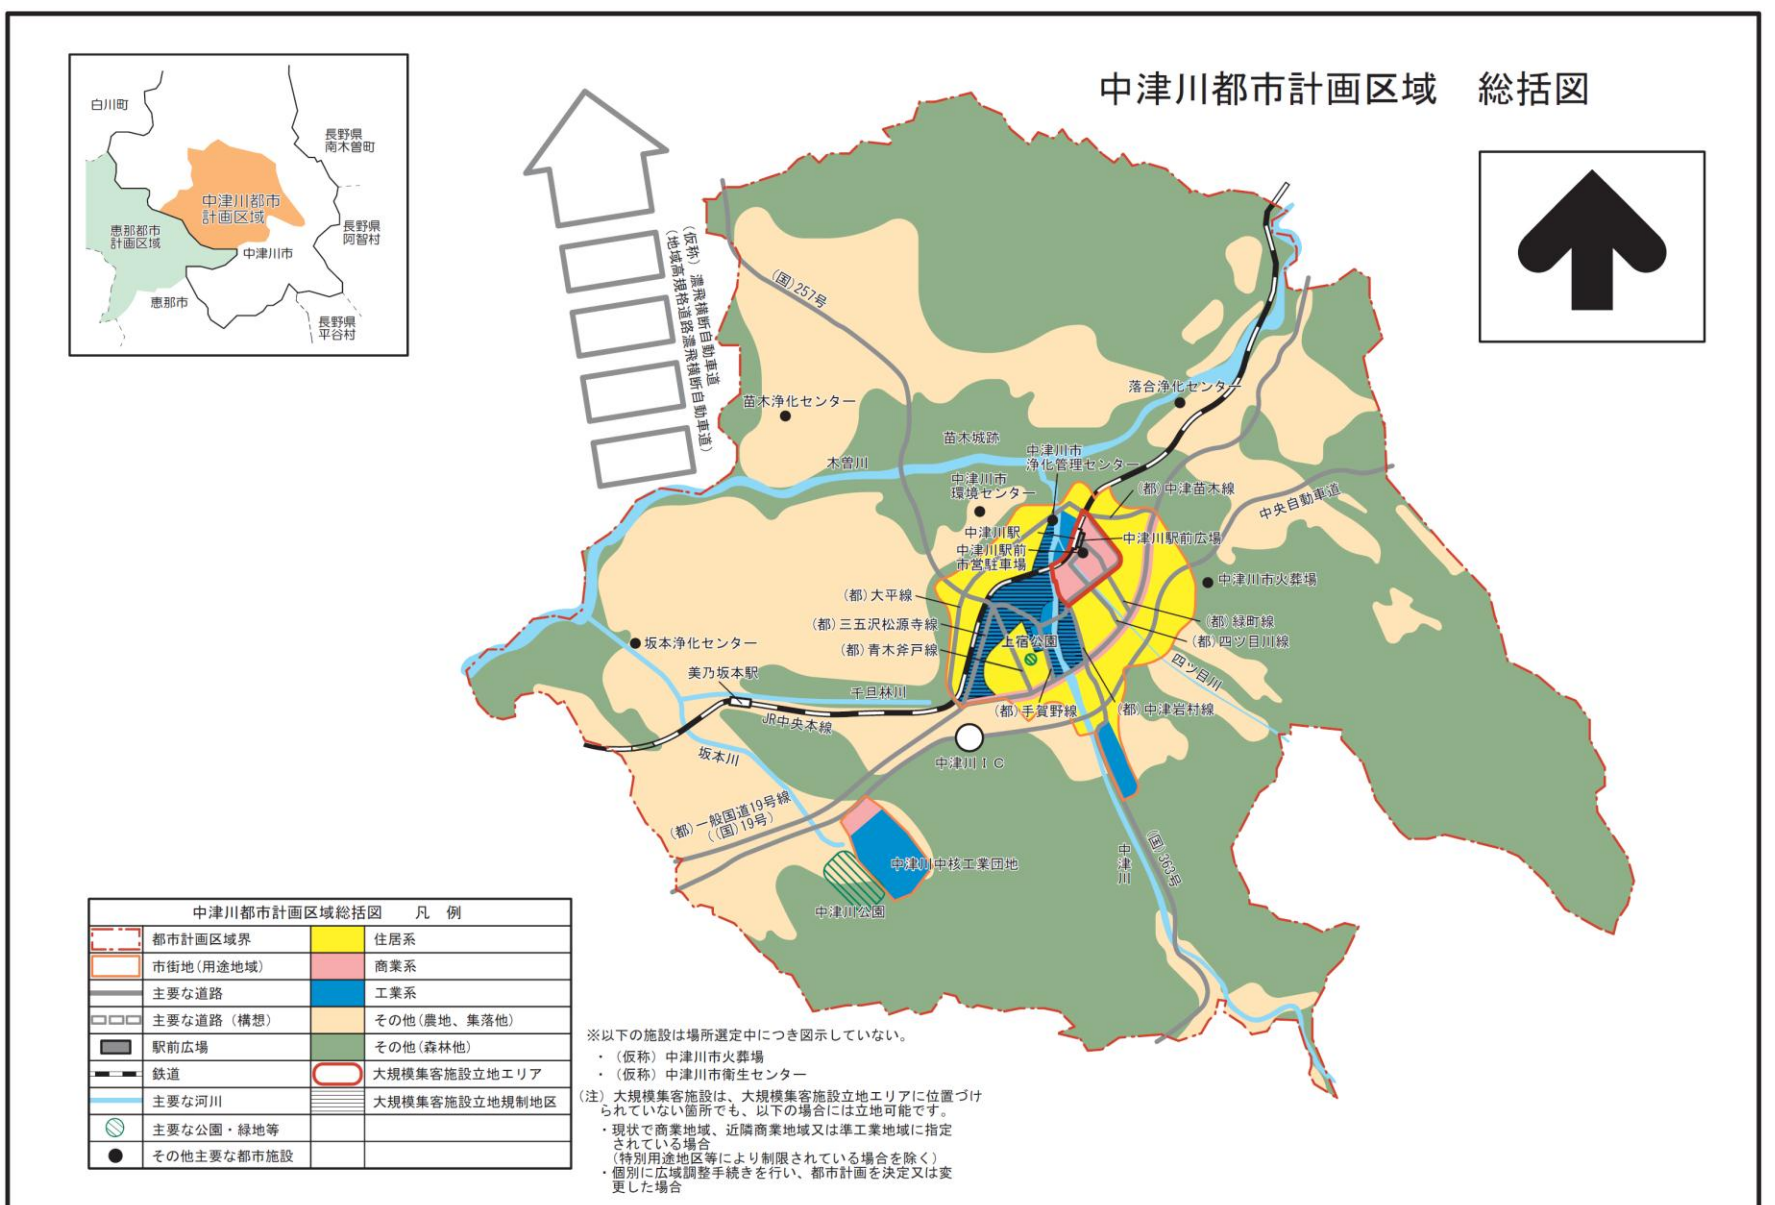 中津川都市計画区域　総括図
白川町
長野県
南木曽町
中津川都市
計画区域
恵那都市
計画区域
長野県
阿智村
中津川市
恵那市
長野県
平谷村
(仮称) 濃飛横断自動車道
(地域高規格道路濃飛横断自動車道)
(国)257号
落合浄化センター
苗木浄化センター
苗木城跡
中津川市
浄化管理センター
木曽川
中津川市
環境センター
(都)中津苗木線
中央自動車道
中津川駅
中津川駅前広場
中津川駅前
市営駐車場
中津川市火葬場
(都)大平線
(都)緑町線
(都)三五沢松源寺線
上宿公園
(都)四ツ目川線
(都)青木斧戸線
坂本浄化センター
四ツ目川
美乃坂本駅
千旦林川
(都)手賀野線
(都)中津岩村線
JR中央本線
坂本川
中津川ＩＣ
(都)一般国道19号線
((国)19号)
中津川
(国)363号
中津川中核工業団地
中津川公園
中津川都市計画区域総括図　凡　例
都市計画区域界
住居系
市街地(用途地域)
商業系
主要な道路
工業系
主要な道路（構想）
その他(農地、集落他)
駅前広場
その他(森林他)
鉄道
大規模集客施設立地エリア
主要な河川
大規模集客施設立地規制地区
主要な公園・緑地等
その他主要な都市施設
※以下の施設は場所選定中につき図示していない。
・（仮称）中津川市火葬場
・（仮称）中津川市衛生センター
(注) 大規模集客施設は、大規模集客施設立地エリアに位置づけ
られていない箇所でも、以下の場合には立地可能です。
・現状で商業地域、近隣商業地域又は準工業地域に指定
されている場合
(特別用途地区等により制限されている場合を除く)
・個別に広域調整手続きを行い、都市計画を決定又は変
更した場合